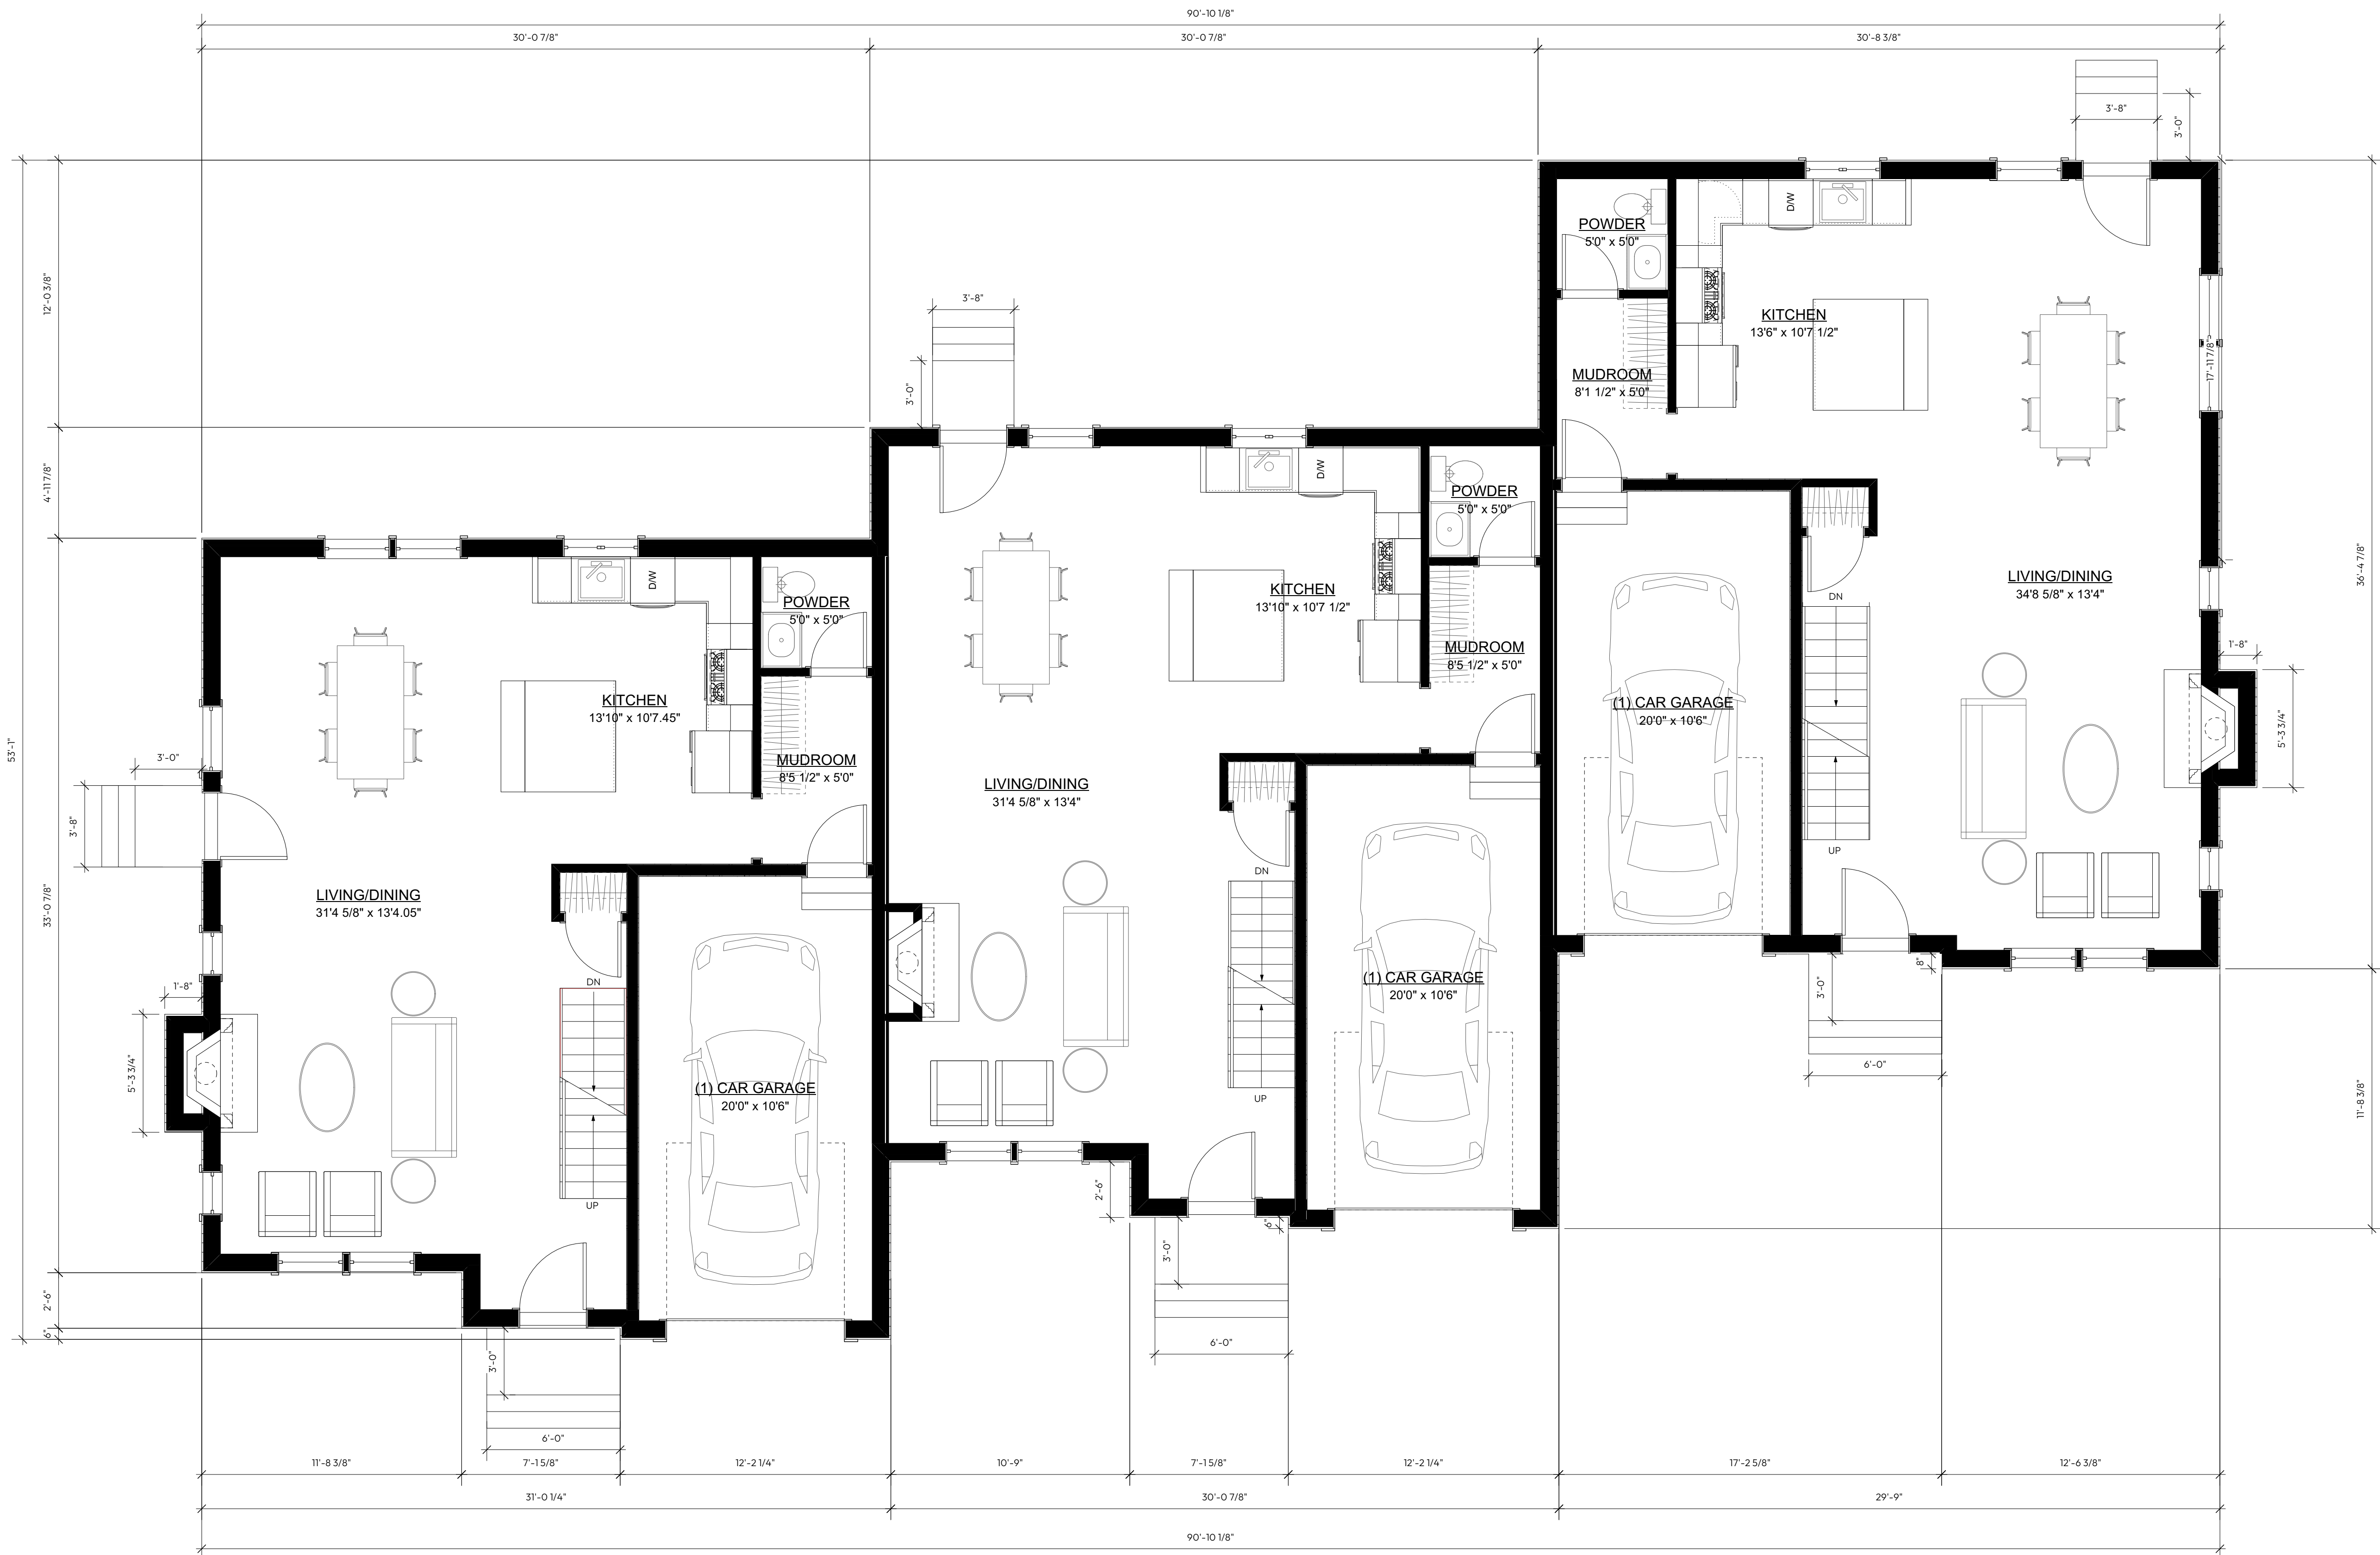 90'-10 1/8"
30'-0 7/8"
30'-0 7/8"
30'-8 3/8"
3'-8"
3'-0"
POWDER
5'0" x 5'0"
D/W
KITCHEN
13'6" x 10'7 1/2"
MUDROOM
8'1 1/2" x 5'0"
17'-11 7/8"
12'-0 3/8"
3'-8"
3'-0"
4'-11 7/8"
D/W
POWDER
5'0" x 5'0"
KITCHEN
13'10" x 10'7 1/2"
MUDROOM
8'5 1/2" x 5'0"
DN
LIVING/DINING
34'8 5/8" x 13'4"
36'-4 7/8"
D/W
POWDER
5'0" x 5'0"
KITCHEN
13'10" x 10'7.45"
MUDROOM
8'5 1/2" x 5'0"
1'-8"
(1) CAR GARAGE
20'0" x 10'6"
5'-3 3/4"
53'-1"
3'-0"
3'-8"
LIVING/DINING
31'4 5/8" x 13'4"
UP
DN
33'-0 7/8"
LIVING/DINING
31'4 5/8" x 13'4.05"
8"
3'-0"
(1) CAR GARAGE
20'0" x 10'6"
1'-8"
DN
5'-3 3/4"
6'-0"
UP
(1) CAR GARAGE
20'0" x 10'6"
11'-8 3/8"
UP
2'-6"
6"
3'-0"
2'-6"
6"
6'-0"
3'-0"
6'-0"
11'-8 3/8"
7'-1 5/8"
12'-2 1/4"
10'-9"
7'-1 5/8"
12'-2 1/4"
17'-2 5/8"
12'-6 3/8"
31'-0 1/4"
30'-0 7/8"
29'-9"
90'-10 1/8"